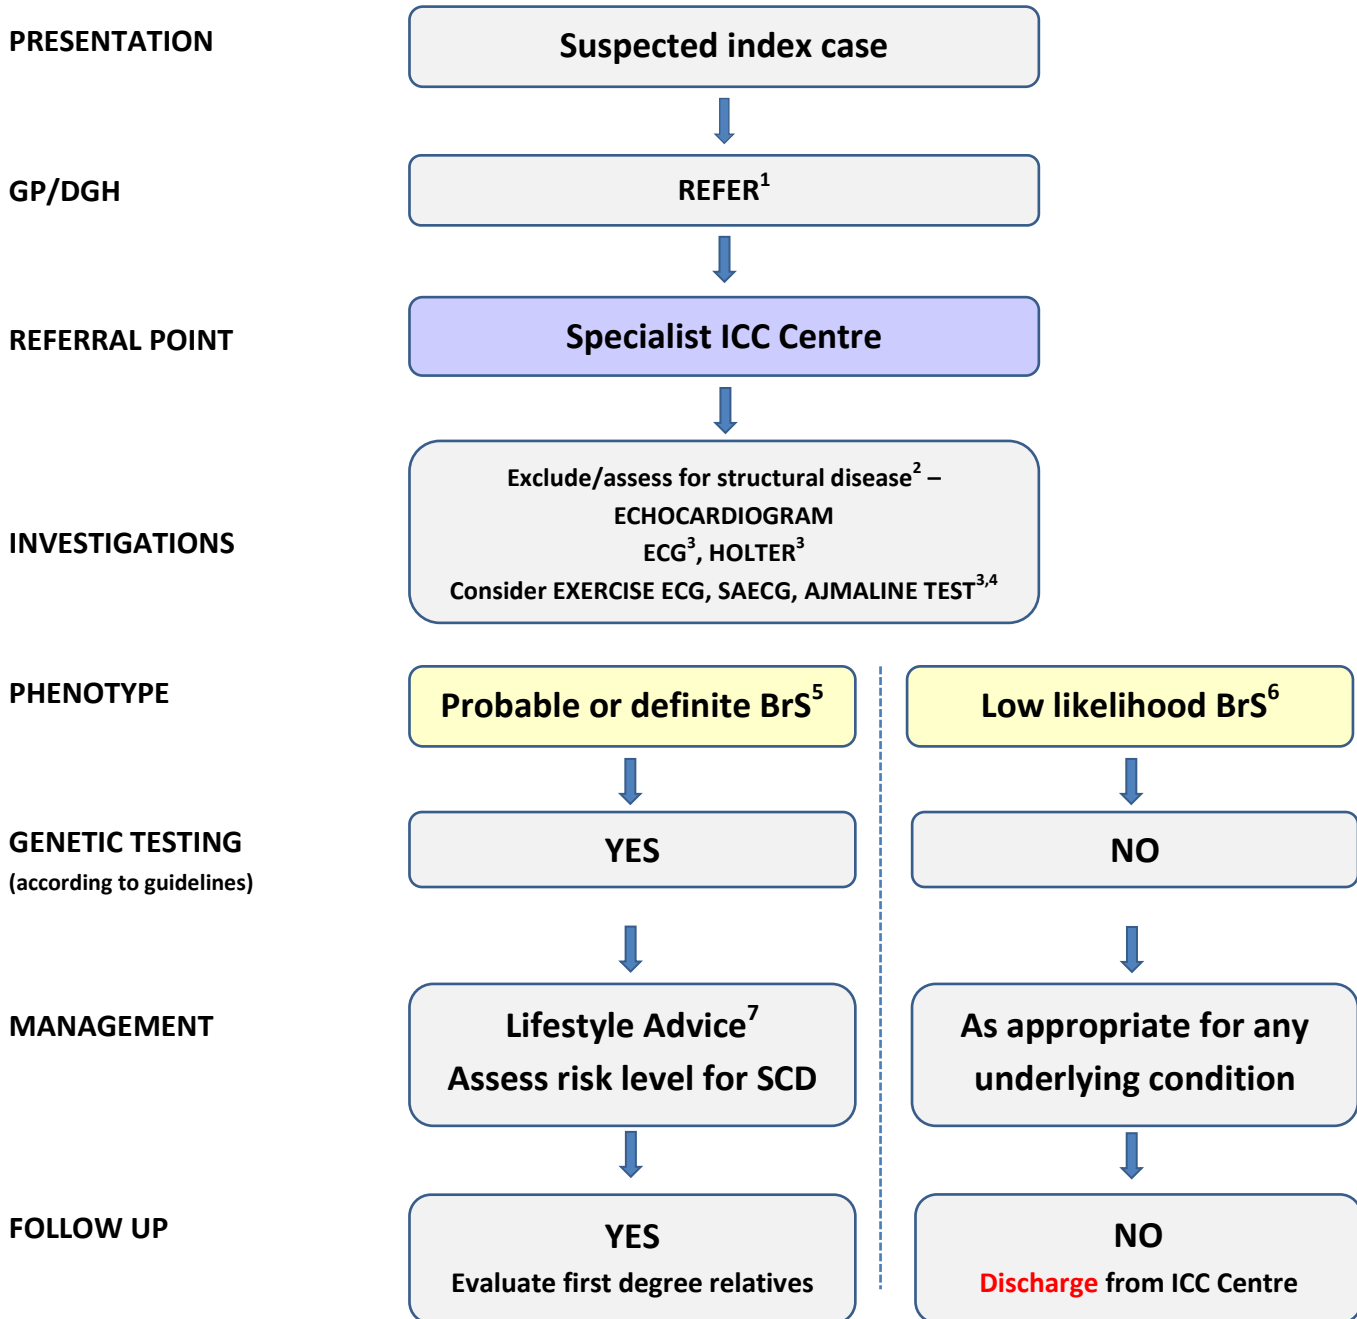 PRESENTATION
Suspected index case
GP/DGH
REFER1
REFERRAL POINT
Specialist ICC Centre
INVESTIGATIONS
Exclude/assess for structural disease2 –
ECHOCARDIOGRAM
ECG3, HOLTER3
Consider EXERCISE ECG, SAECG, AJMALINE TEST3,4
PHENOTYPE
Probable or definite BrS5
Low likelihood BrS6
GENETIC TESTING
(according to guidelines)
YES
NO
MANAGEMENT
Lifestyle Advice7
Assess risk level for SCD
As appropriate for any
underlying condition
FOLLOW UP
YES
Evaluate first degree relatives
NO
Discharge from ICC Centre